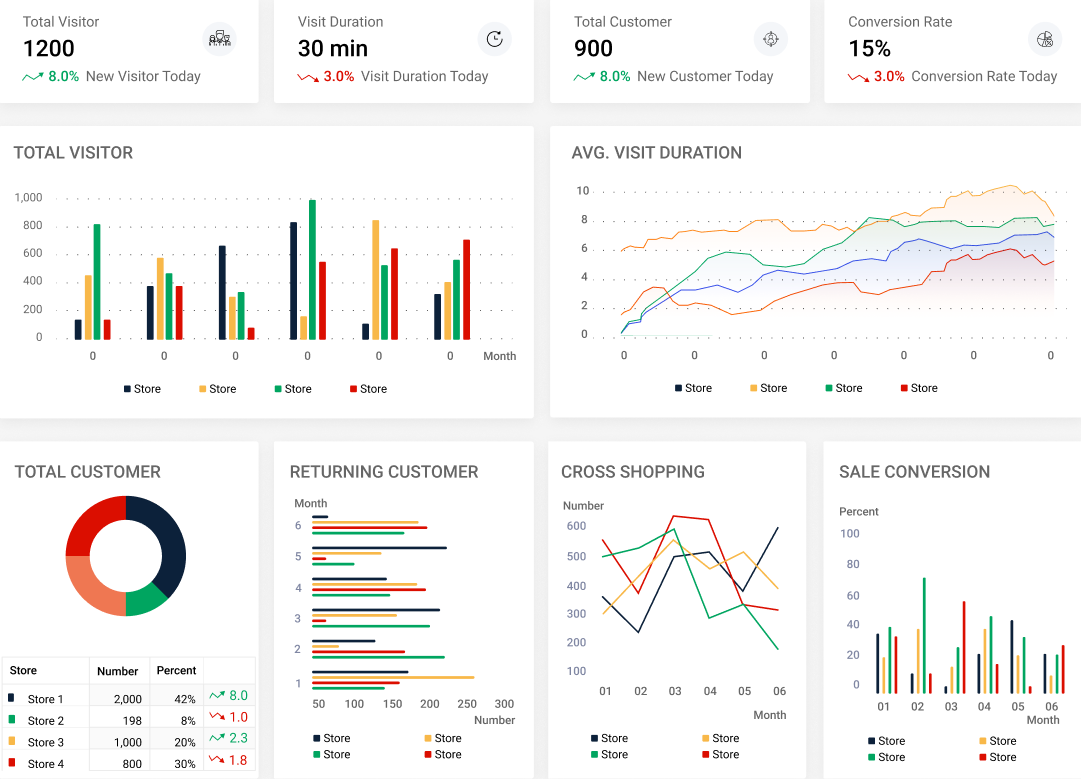 Total Visitor
1200
8.0% New Visitor Today
Visit Duration
30 min
3.0% Visit Duration Today
Total Customer
900
8.0% New Customer Today
Conversion Rate
15%
3.0% Conversion Rate Today
TOTAL VISITOR
1,000
800
600
400
200
0
0 0 0 0 0 0 Month
Store Store Store Store
AVG. VISIT DURATION
10
8
6
4
2
0
0 0 0 0 0 0 0
Store Store Store Store
TOTAL CUSTOMER
Store Number Percent
Store 1 2,000 42% 8.0
Store 2 198 8% 1.0
Store 3 1,000 20% 2.3
Store 4 800 30% 1.8
RETURNING CUSTOMER
Month
6
5
4
3
2
1
50 100 150 200 250 300
Number
Store Store
Store Store
CROSS SHOPPING
Number
600
500
400
300
200
100
01 02 03 04 05 06
Month
Store Store
Store Store
SALE CONVERSION
Percent
100
80
60
40
20
0
01 02 03 04 05 06
Month
Store Store
Store Store